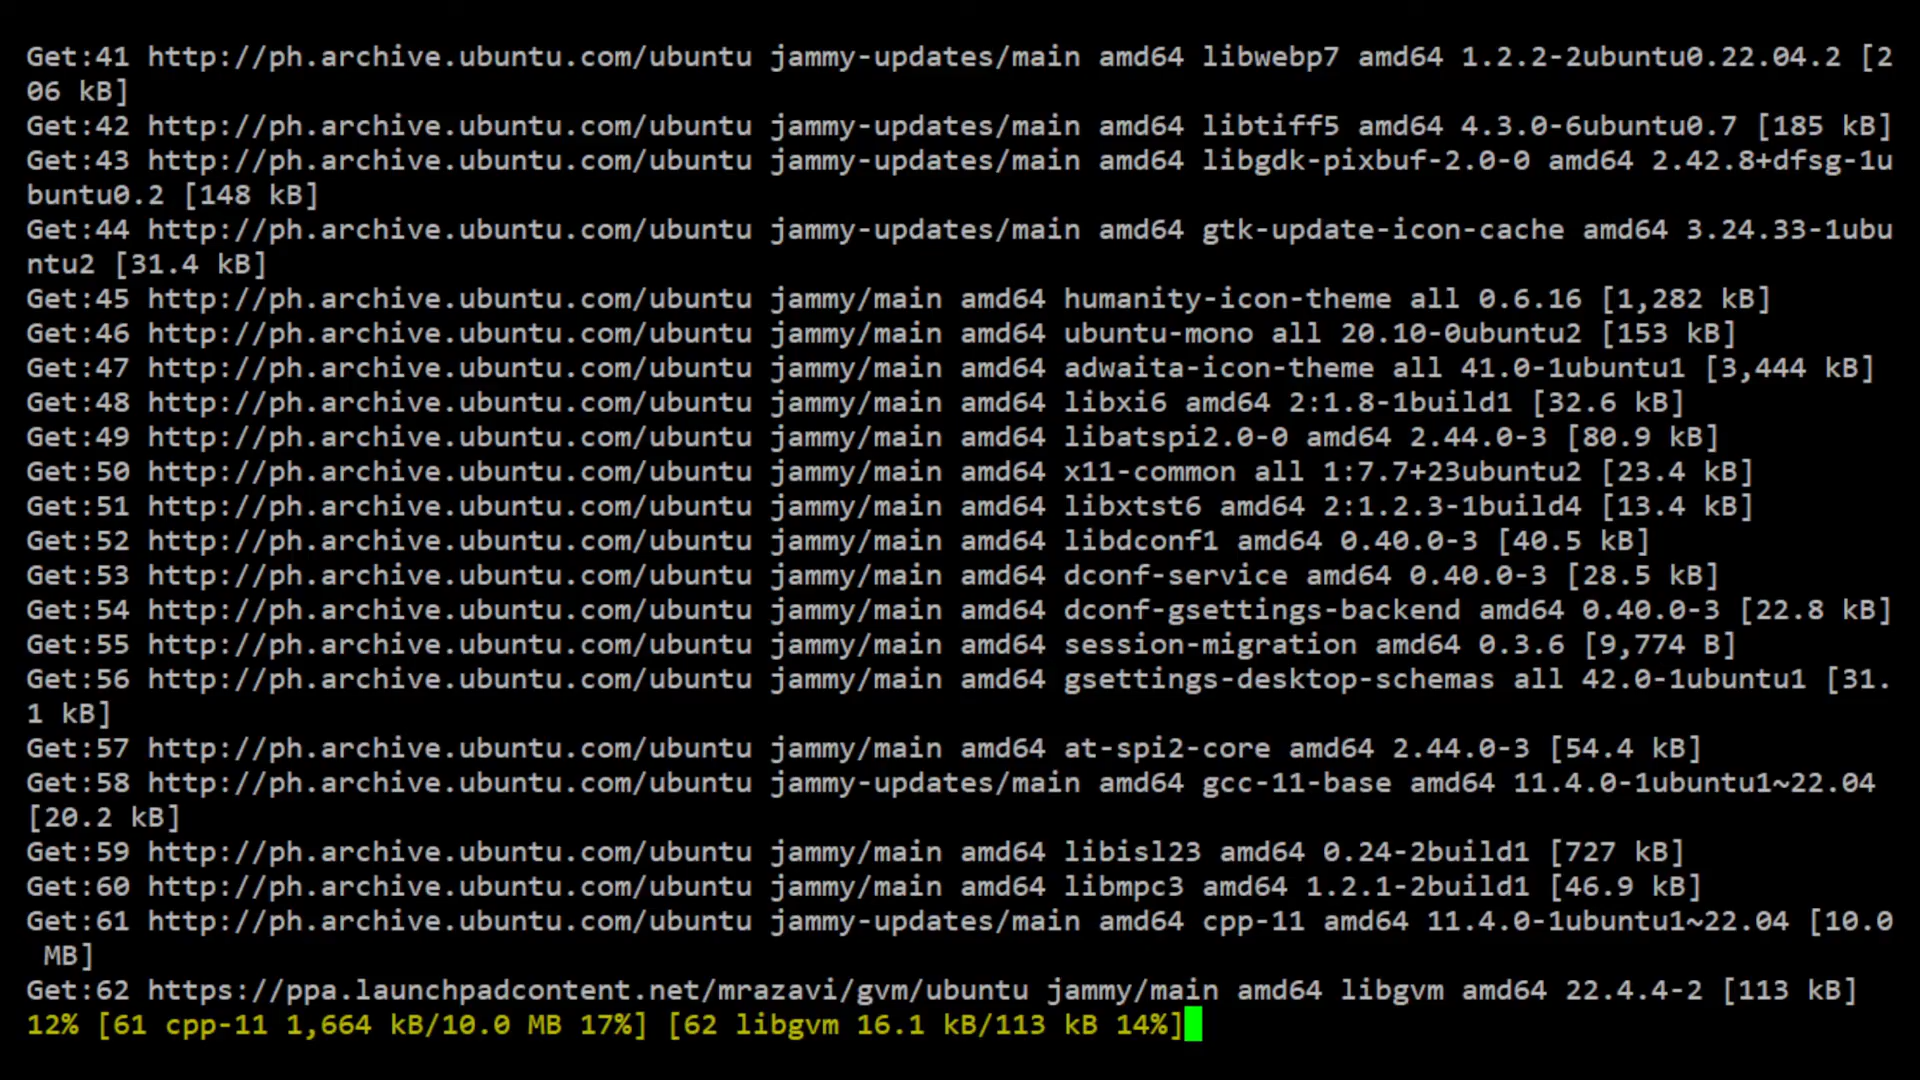 Get:41 http://ph.archive.ubuntu.com/ubuntu jammy-updates/main amd64 libwebp7 amd64 1.2.2-2ubuntu0.22.04.2 [2
06 kB]
Get:42 http://ph.archive.ubuntu.com/ubuntu jammy-updates/main amd64 libtiff5 amd64 4.3.0-6ubuntu0.7 [185 kB]
Get:43 http://ph.archive.ubuntu.com/ubuntu jammy-updates/main amd64 libgdk-pixbuf-2.0-0 amd64 2.42.8+dfsg-1u
buntu0.2 [148 kB]
Get:44 http://ph.archive.ubuntu.com/ubuntu jammy-updates/main amd64 gtk-update-icon-cache amd64 3.24.33-1ubu
ntu2 [31.4 kB]
Get:45 http://ph.archive.ubuntu.com/ubuntu jammy/main amd64 humanity-icon-theme all 0.6.16 [1,282 kB]
Get:46 http://ph.archive.ubuntu.com/ubuntu jammy/main amd64 ubuntu-mono all 20.10-0ubuntu2 [153 kB]
Get:47 http://ph.archive.ubuntu.com/ubuntu jammy/main amd64 adwaita-icon-theme all 41.0-1ubuntu1 [3,444 kB]
Get:48 http://ph.archive.ubuntu.com/ubuntu jammy/main amd64 libxi6 amd64 2:1.8-1build1 [32.6 kB]
Get:49 http://ph.archive.ubuntu.com/ubuntu jammy/main amd64 libatspi2.0-0 amd64 2.44.0-3 [80.9 kB]
Get:50 http://ph.archive.ubuntu.com/ubuntu jammy/main amd64 x11-common all 1:7.7+23ubuntu2 [23.4 kB]
Get:51 http://ph.archive.ubuntu.com/ubuntu jammy/main amd64 libxtst6 amd64 2:1.2.3-1build4 [13.4 kB]
Get:52 http://ph.archive.ubuntu.com/ubuntu jammy/main amd64 libdconf1 amd64 0.40.0-3 [40.5 kB]
Get:53 http://ph.archive.ubuntu.com/ubuntu jammy/main amd64 dconf-service amd64 0.40.0-3 [28.5 kB]
Get:54 http://ph.archive.ubuntu.com/ubuntu jammy/main amd64 dconf-gsettings-backend amd64 0.40.0-3 [22.8 kB]
Get:55 http://ph.archive.ubuntu.com/ubuntu jammy/main amd64 session-migration amd64 0.3.6 [9,774 B]
Get:56 http://ph.archive.ubuntu.com/ubuntu jammy/main amd64 gsettings-desktop-schemas all 42.0-1ubuntu1 [31.
1 kB]
Get:57 http://ph.archive.ubuntu.com/ubuntu jammy/main amd64 at-spi2-core amd64 2.44.0-3 [54.4 kB]
Get:58 http://ph.archive.ubuntu.com/ubuntu jammy-updates/main amd64 gcc-11-base amd64 11.4.0-1ubuntu1~22.04
[20.2 kB]
Get:59 http://ph.archive.ubuntu.com/ubuntu jammy/main amd64 libisl23 amd64 0.24-2build1 [727 kB]
Get:60 http://ph.archive.ubuntu.com/ubuntu jammy/main amd64 libmpc3 amd64 1.2.1-2build1 [46.9 kB]
Get:61 http://ph.archive.ubuntu.com/ubuntu jammy-updates/main amd64 cpp-11 amd64 11.4.0-1ubuntu1~22.04 [10.0
MB]
Get:62 https://ppa.launchpadcontent.net/mrazavi/gvm/ubuntu jammy/main amd64 libgvm amd64 22.4.4-2 [113 kB]
12% [61 cpp-11 1,664 kB/10.0 MB 17%] [62 libgvm 16.1 kB/113 kB 14%]